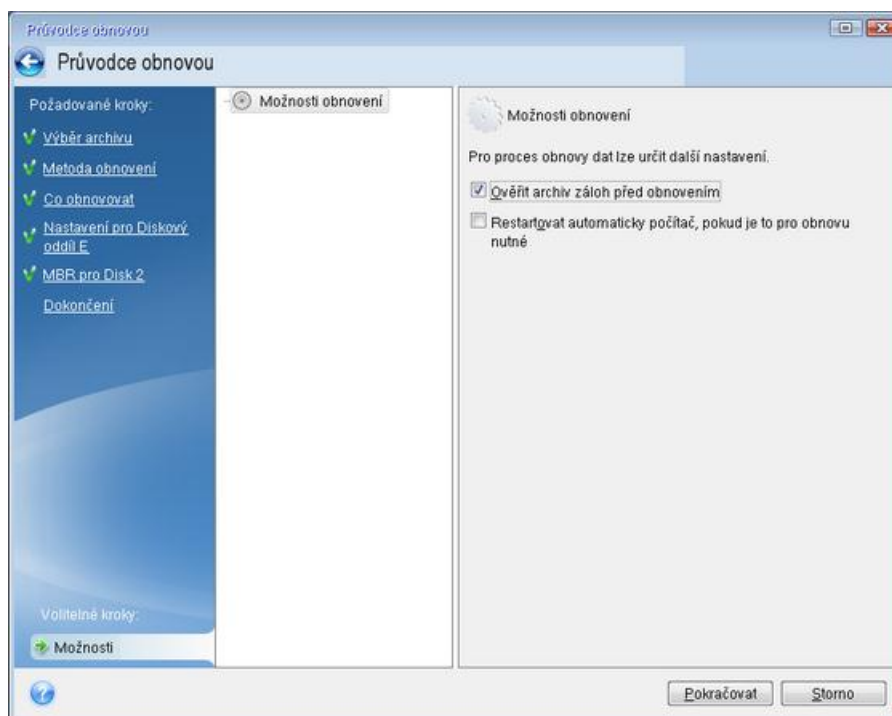 Průvodce obnovou
Průvodce obnovou
Požadované kroky:
Výběr archivu
Metoda obnovení
Co obnovovat
Nastavení pro Diskový
oddíl E
MBR pro Disk 2
Dokončení
Volitelné kroky:
Možnosti
Možnosti obnovení
Možnosti obnovení
Pro proces obnovy dat lze určit další nastavení.
Ověřit archiv záloh před obnovením
Restartovat automaticky počítač, pokud je to pro obnovu
nutné
Pokračovat
Storno